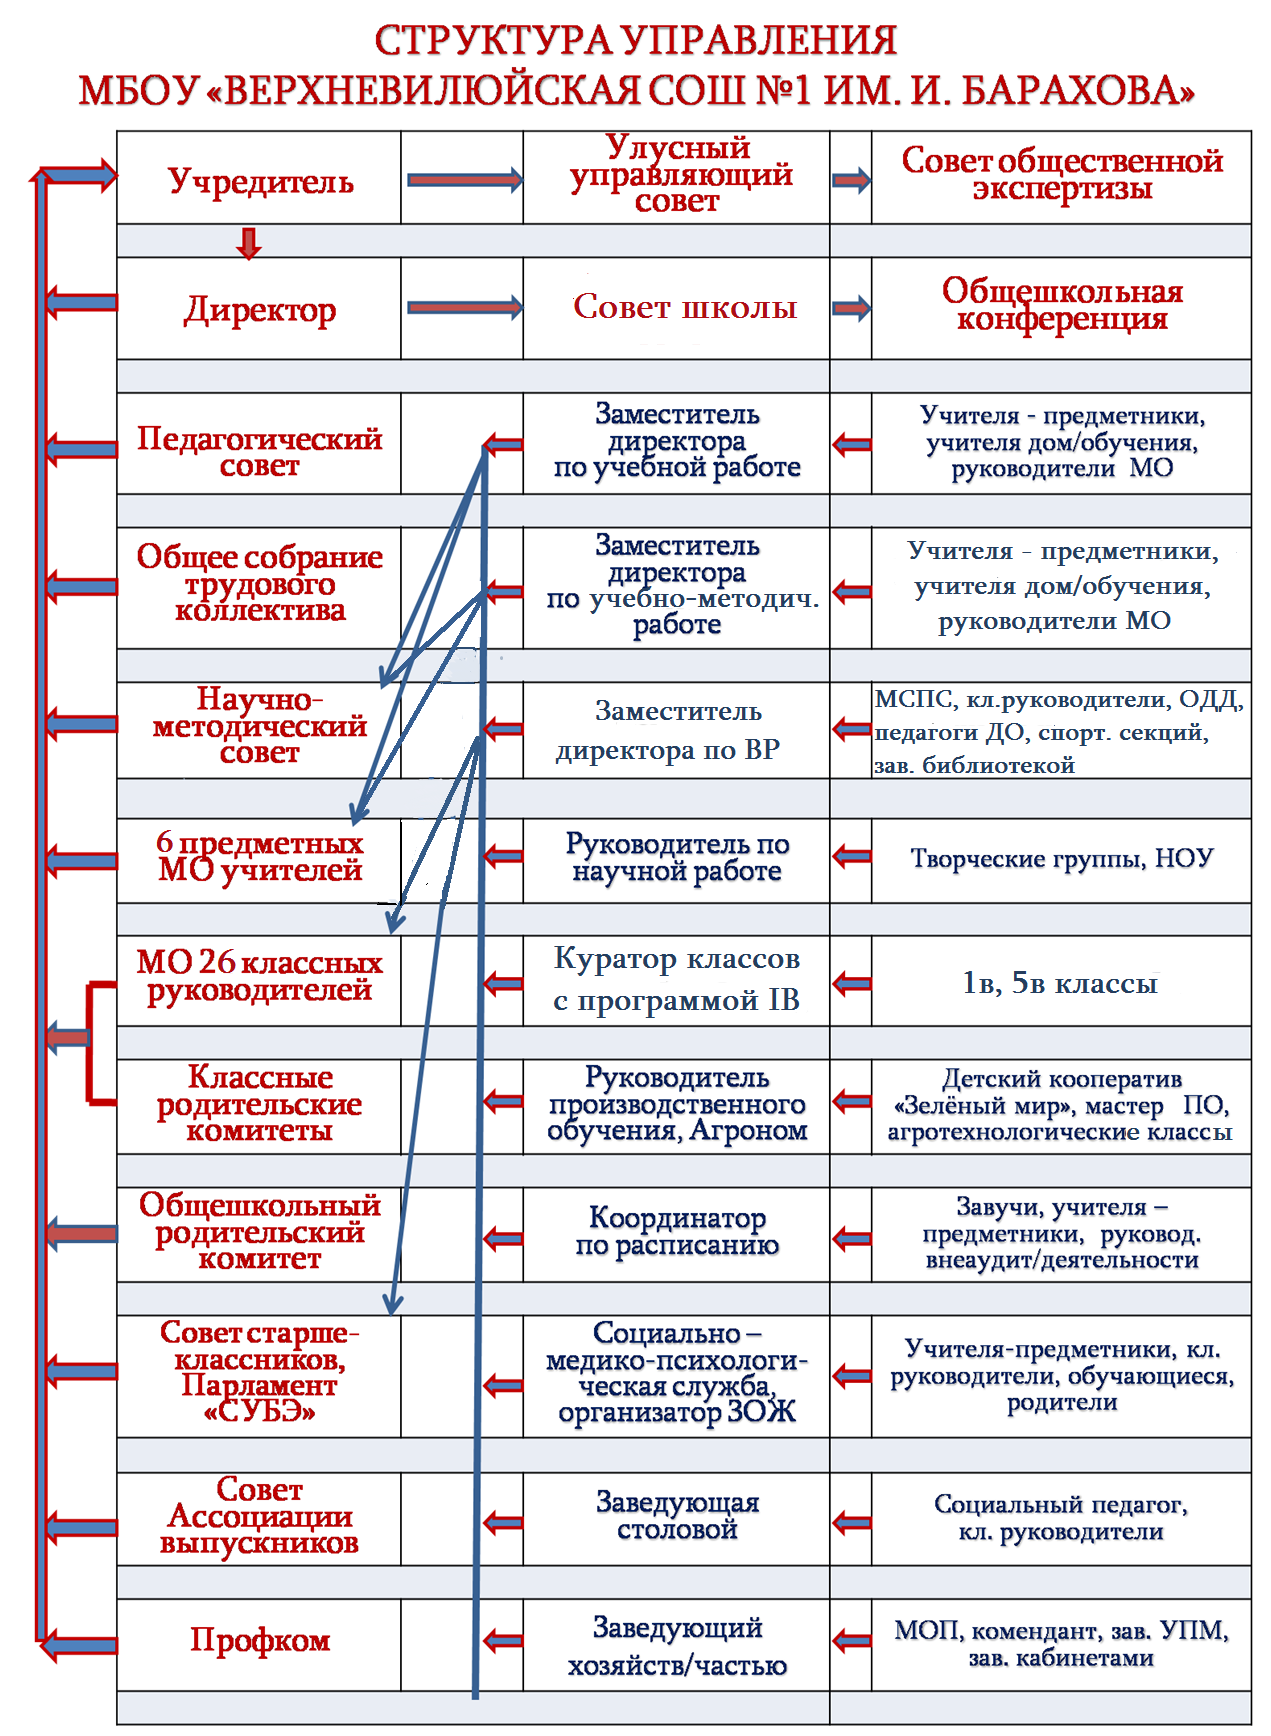 СТРУКТУРА УПРАВЛЕНИЯ
МБОУ «ВЕРХНЕВИЛЮЙСКАЯ СОШ №1 ИМ. И. БАРАХОВА»
Учредитель
Улусный
управляющий
совет
Совет общественной
экспертизы
Директор
Совет школы
Общешкольная
конференция
Педагогический
совет
Заместитель
директора
по учебной работе
Учителя - предметники,
учителя дом/обучения,
руководители МО
Общее собрание
трудового
коллектива
Заместитель
директора
по учебно-методич.
работе
Учителя - предметники,
учителя дом/обучения,
руководители МО
Научно-
методический
совет
Заместитель
директора по ВР
МСПС, кл.руководители, ОДД,
педагоги ДО, спорт. секций,
зав. библиотекой
6 предметных
МО учителей
Руководитель по
научной работе
Творческие группы, НОУ
МО 26 классных
руководителей
Куратор классов
с программой IB
1в, 5в классы
Классные
родительские
комитеты
Руководитель
производственного
обучения, Агроном
Детский кооператив
«Зелёный мир», мастер ПО,
агротехнологические классы
Общешкольный
родительский
комитет
Координатор
по расписанию
Завучи, учителя –
предметники, руковод.
внеаудит/деятельности
Совет старше-
классников,
Парламент
«СУБЭ»
Социально –
медико-психологи-
ческая служба,
организатор ЗОЖ
Учителя-предметники, кл.
руководители, обучающиеся,
родители
Совет
Ассоциации
выпускников
Заведующая
столовой
Социальный педагог,
кл. руководители
Профком
Заведующий
хозяйств/частью
МОП, комендант, зав. УПМ,
зав. кабинетами